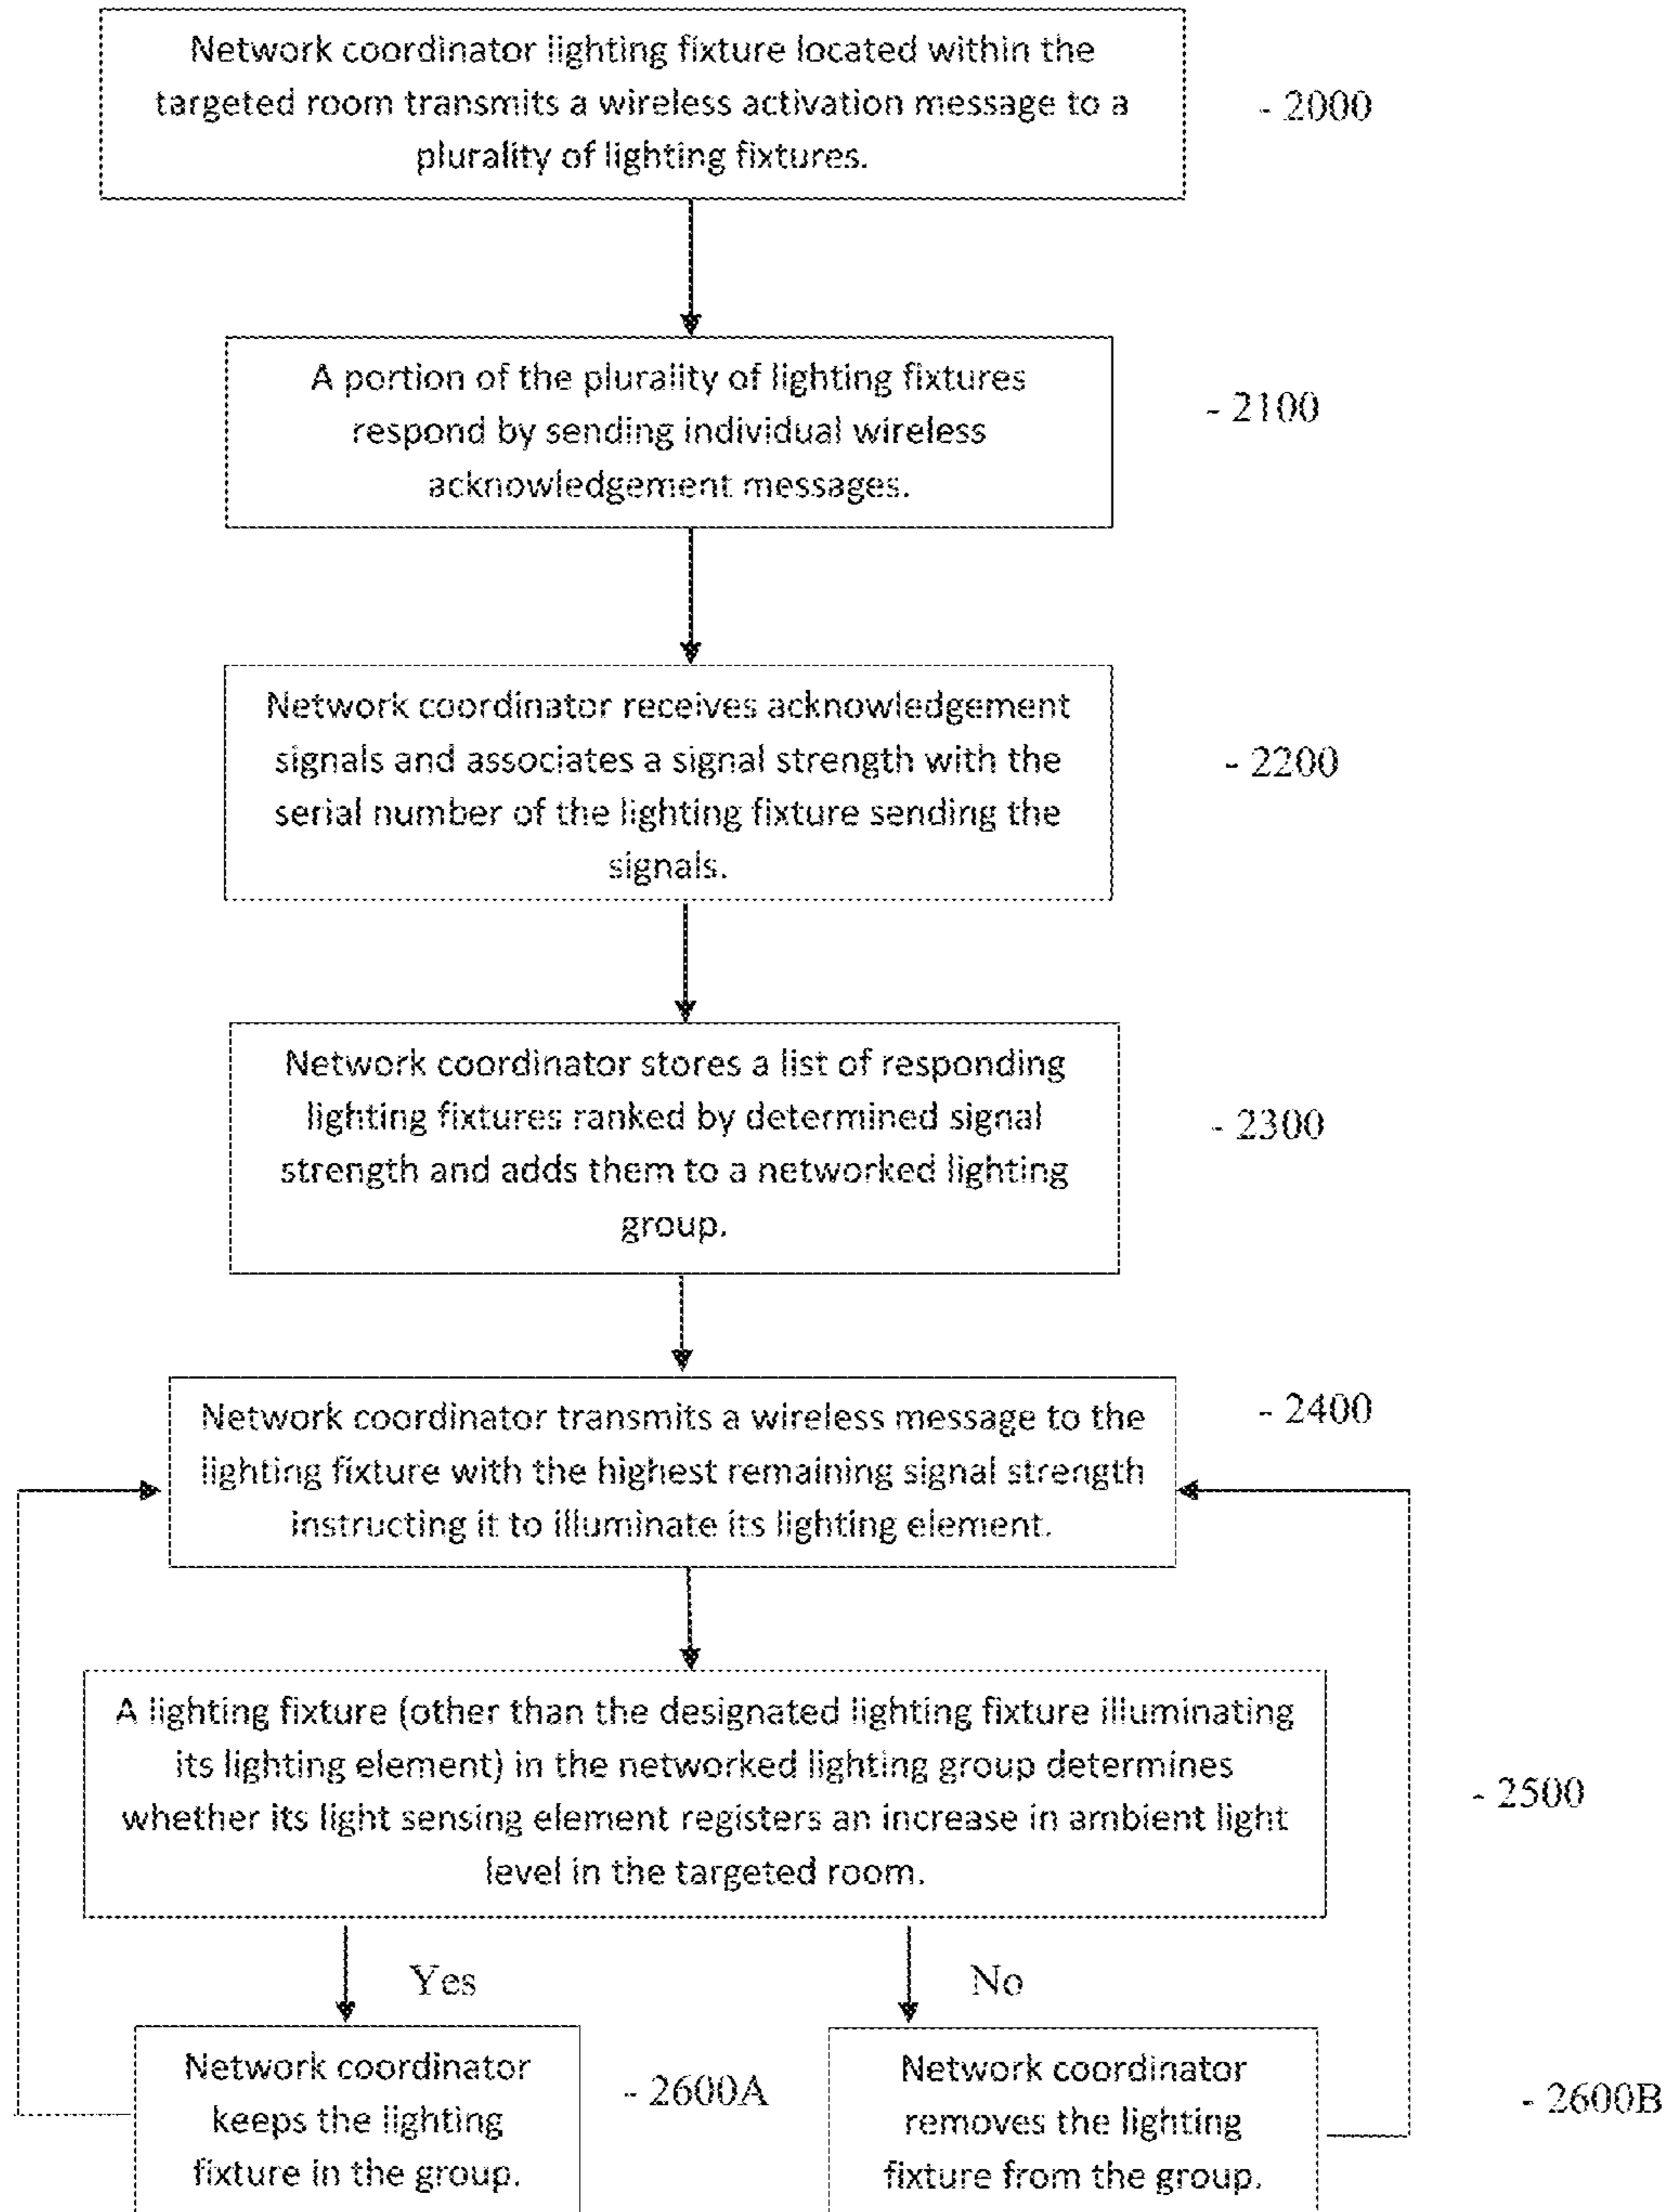 Network coordinator lighting fixture located within the
targeted room transmits a wireless activation message to a
plurality of lighting fixtures.
- 2000
A portion of the plurality of lighting fixtures
respond by sending individual wireless
acknowledgement messages.
- 2100
Network coordinator receives acknowledgement
signals and associates a signal strength with the
serial number of the lighting fixture sending the
signals.
- 2200
Network coordinator stores a list of responding
lighting fixtures ranked by determined signal
strength and adds them to a networked lighting
group.
- 2300
Network coordinator transmits a wireless message to the
lighting fixture with the highest remaining signal strength
instructing it to illuminate its lighting element.
- 2400
A lighting fixture (other than the designated lighting fixture illuminating
its lighting element) in the networked lighting group determines
whether its light sensing element registers an increase in ambient light
level in the targeted room.
- 2500
Yes
No
Network coordinator
keeps the lighting
fixture in the group.
- 2600A
Network coordinator
removes the lighting
fixture from the group.
- 2600B